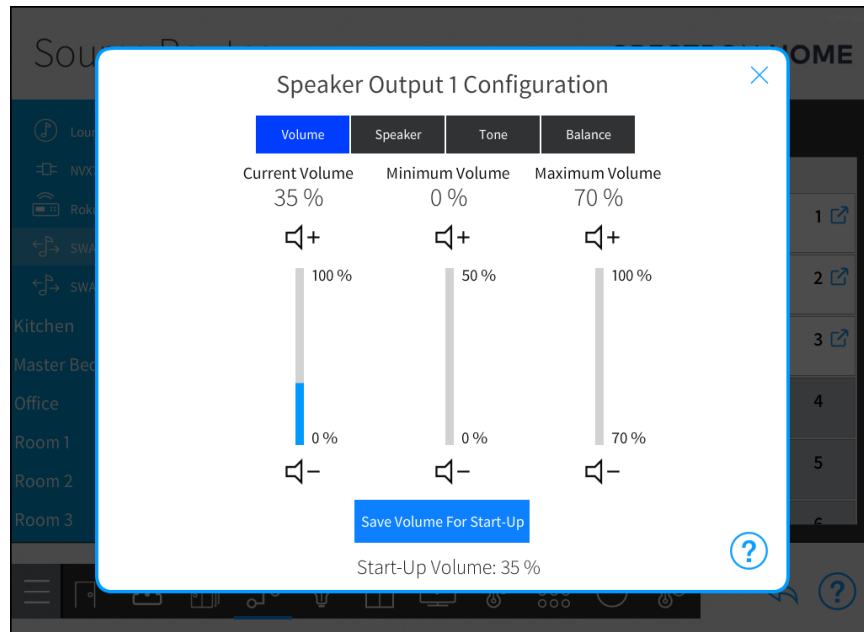 Speaker Output 1 Configuration
Volume Speaker Tone Balance
Current Volume Minimum Volume Maximum Volume
35 % 0 % 70 %
+ + +
100 % 50 % 100 %
0 % 0 % 70 %
− − −
Save Volume For Start-Up
Start-Up Volume: 35 %
?
HOME
Kitchen
Office
Room 1
Room 2
Room 3
1
2
3
4
5
?